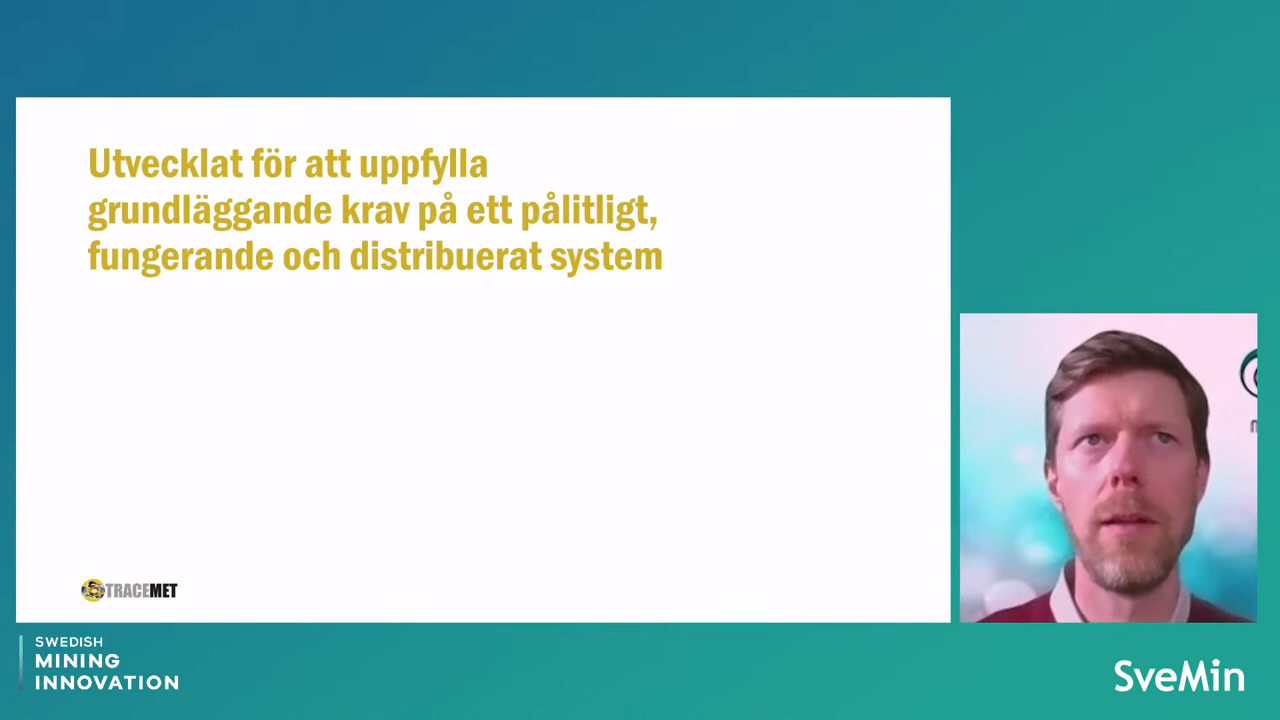 Utvecklat för att uppfylla
grundläggande krav på ett pålitligt,
fungerande och distribuerat system
TRACEMET
SWEDISH
MINING
INNOVATION
SveMin